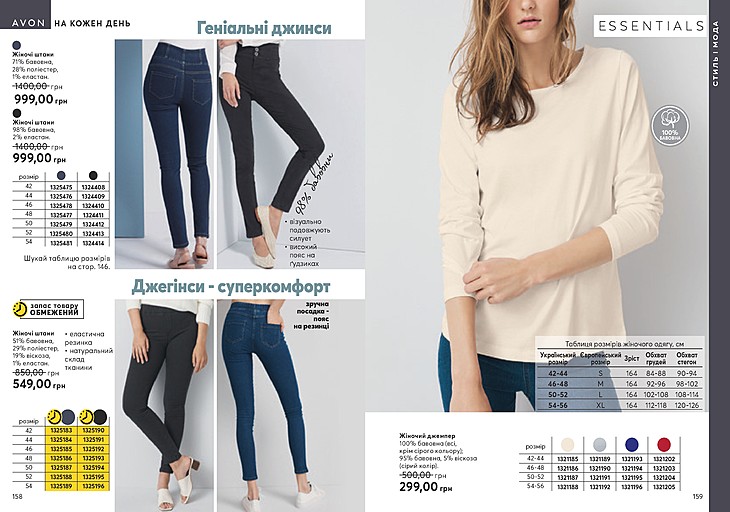 AVON НА КОЖЕН ДЕНЬ
Геніальні джинси
Жіночі штани
71% бавовна,
28% поліестер,
1% еластан.
1400,00 грн
999,00 грн
Жіночі штани
98% бавовна,
2% еластан.
1400,00 грн
999,00 грн
розмір
42 1325475 1324408
44 1325476 1324409
46 1325478 1324410
48 1325477 1324411
50 1325479 1324412
52 1325480 1324413
54 1325481 1324414
Шукай таблицю розмірів
на стор. 146.
98% бавовни
• візуально
подовжують
силует
• високий
пояс на
ґудзиках
Джегінси - суперкомфорт
запас товару
ОБМЕЖЕНИЙ
Жіночі штани
51% бавовна,
29% поліестер,
19% віскоза,
1% еластан.
850,00 грн
549,00 грн
• еластична
резинка
• натуральний
склад
тканини
зручна
посадка -
пояс
на резинці
розмір
42 1325183 1325190
44 1325184 1325191
46 1325185 1325192
48 1325186 1325193
50 1325187 1325194
52 1325188 1325195
54 1325189 1325196
158
ESSENTIALS
СТИЛЬ І МОДА
100%
БАВОВНА
Таблиця розмірів жіночого одягу, см
Український розмір Європейський розмір Зріст Обхват грудей Обхват стегон
42-44 S 164 84-88 90-94
46-48 M 164 92-96 98-102
50-52 L 164 102-108 108-114
54-56 XL 164 112-118 120-126
Жіночий джемпер
100% бавовна (всі,
крім сірого кольору);
95% бавовна, 5% віскоза
(сірий колір).
500,00 грн
299,00 грн
розмір
42-44 1321185 1321189 1321193 1321202
46-48 1321186 1321190 1321194 1321203
50-52 1321187 1321191 1321195 1321204
54-56 1321188 1321192 1321196 1321205
159